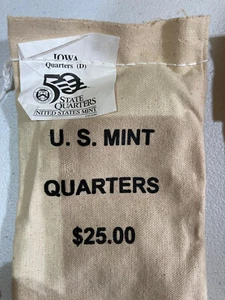 IOWA
Quarters (D)
50
STATE
QUARTERS
UNITED STATES MINT
U. S. MINT
QUARTERS
$25.00